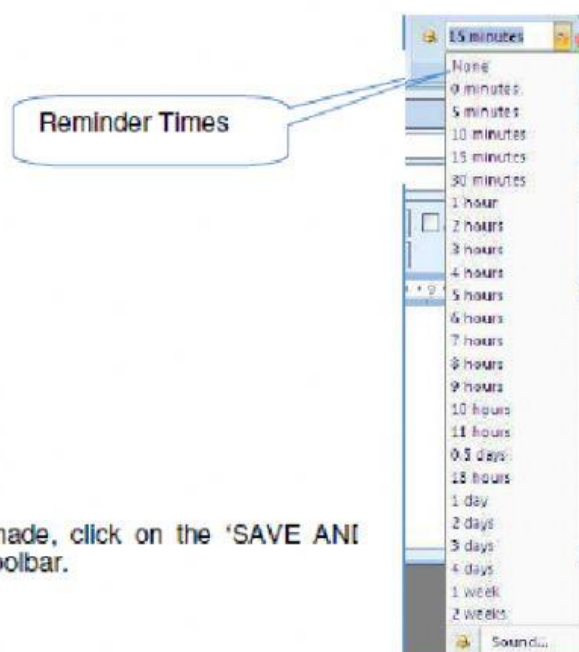 15 minutes
Reminder Times
None
0 minutes
5 minutes
10 minutes
15 minutes
30 minutes
1 hour
2 hours
3 hours
4 hours
5 hours
6 hours
7 hours
8 hours
9 hours
10 hours
11 hours
0.5 days
18 hours
1 day
2 days
3 days
4 days
1 week
2 weeks
Sound...
made, click on the ‘SAVE AND
oolbar.